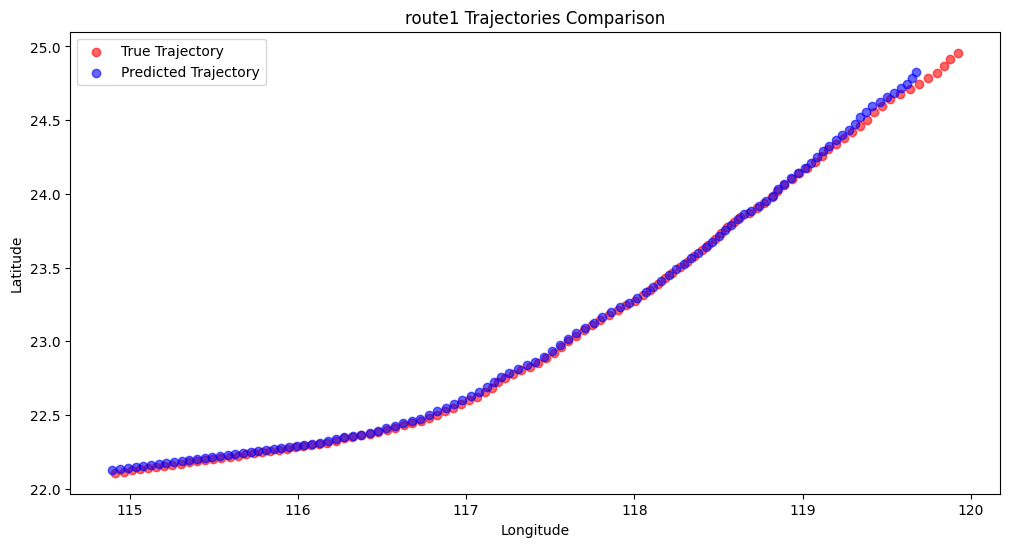 route1 Trajectories Comparison
True Trajectory
Predicted Trajectory
25.0
24.5
24.0
23.5
23.0
22.5
22.0
Latitude
115 116 117 118 119 120
Longitude